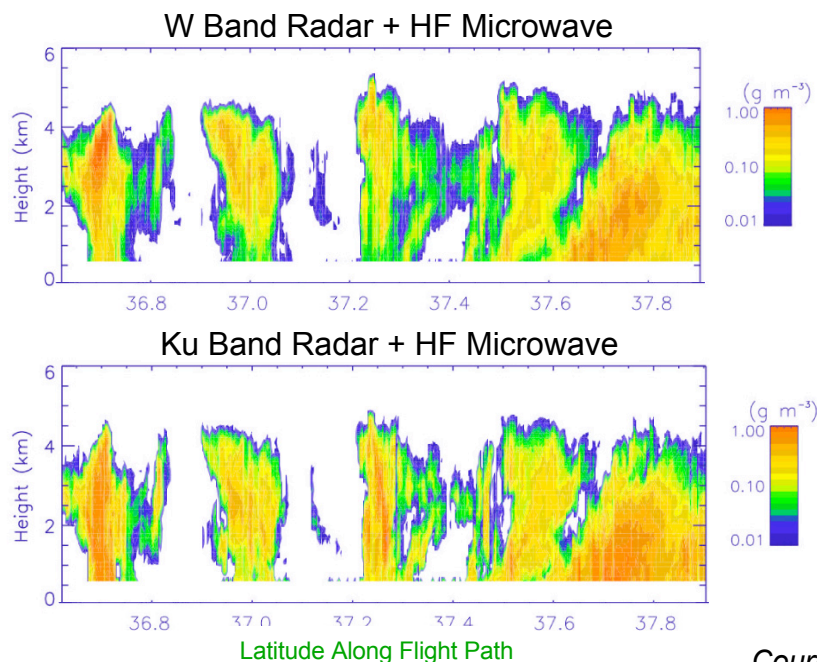 W Band Radar + HF Microwave
6
4
2
0
Height (km)
36.8 37.0 37.2 37.4 37.6 37.8
(g m⁻³)
1.00
0.10
0.01
Ku Band Radar + HF Microwave
6
4
2
0
Height (km)
36.8 37.0 37.2 37.4 37.6 37.8
(g m⁻³)
1.00
0.10
0.01
Latitude Along Flight Path